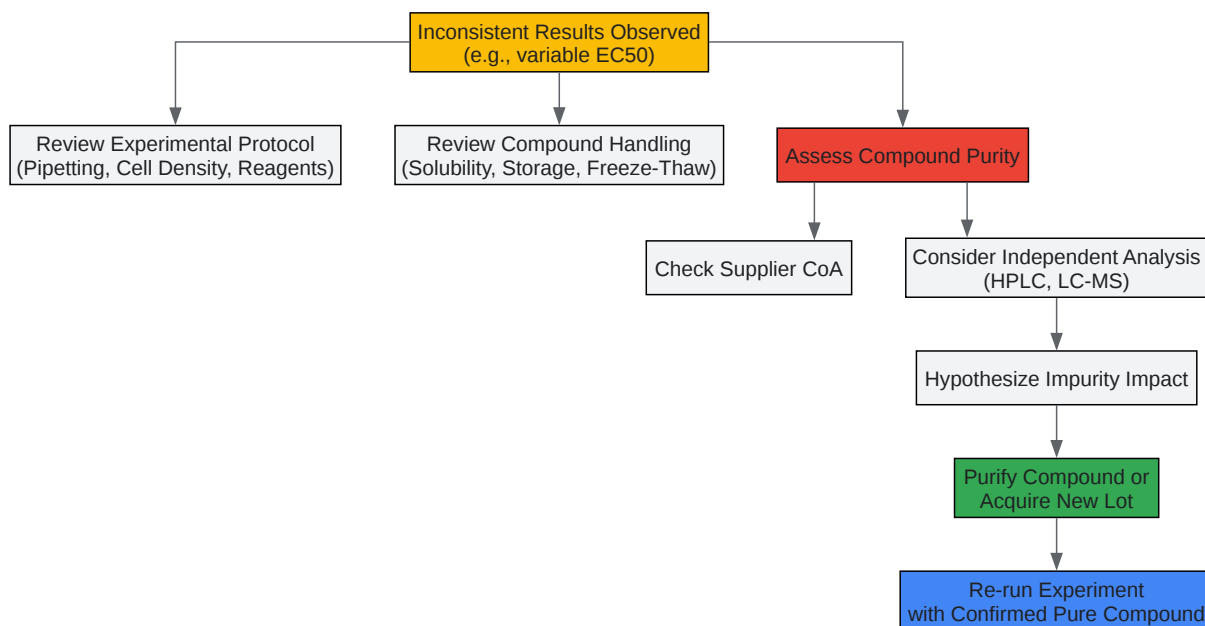 Inconsistent Results Observed
(e.g., variable EC50)
Review Experimental Protocol
(Pipetting, Cell Density, Reagents)
Review Compound Handling
(Solubility, Storage, Freeze-Thaw)
Assess Compound Purity
Check Supplier CoA
Consider Independent Analysis
(HPLC, LC-MS)
Hypothesize Impurity Impact
Purify Compound or
Acquire New Lot
Re-run Experiment
with Confirmed Pure Compound